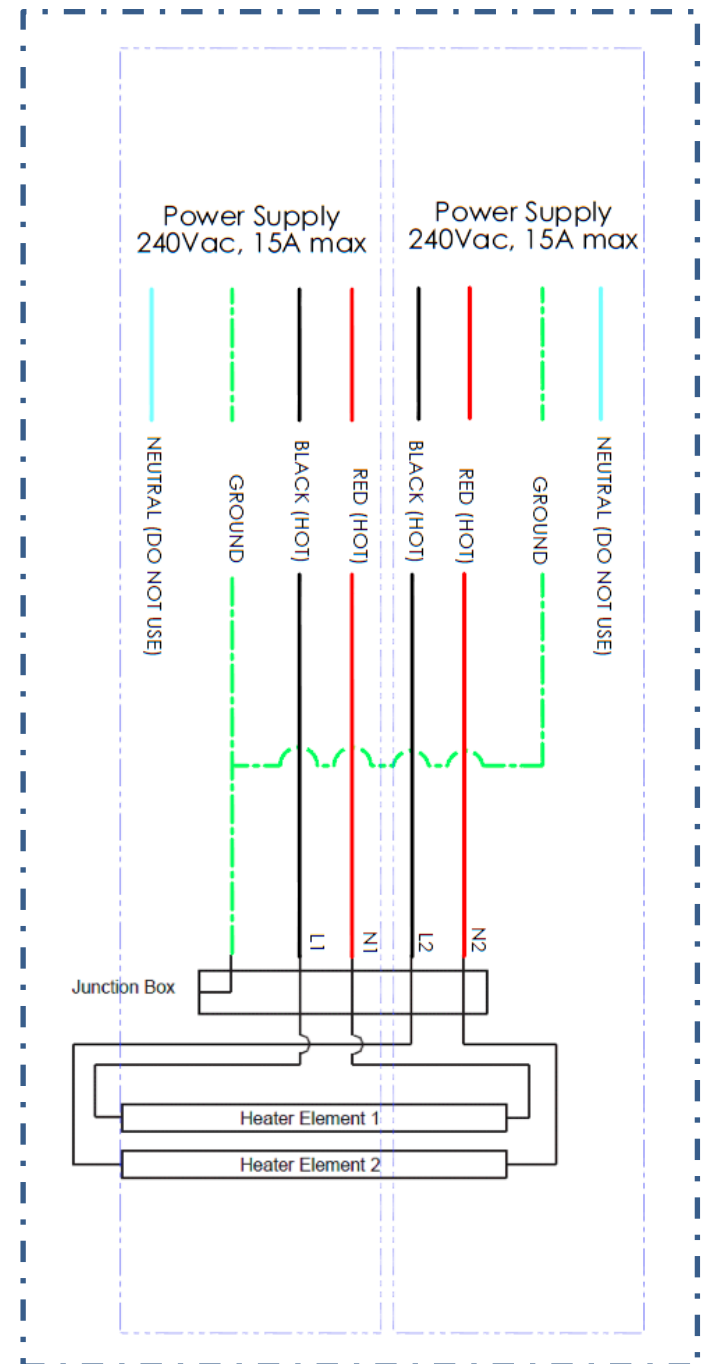 Power Supply
240Vac, 15A max
Power Supply
240Vac, 15A max
NEUTRAL (DO NOT USE)
GROUND
BLACK (HOT)
RED (HOT)
BLACK (HOT)
RED (HOT)
GROUND
NEUTRAL (DO NOT USE)
L1
N1
L2
N2
Junction Box
Heater Element 1
Heater Element 2